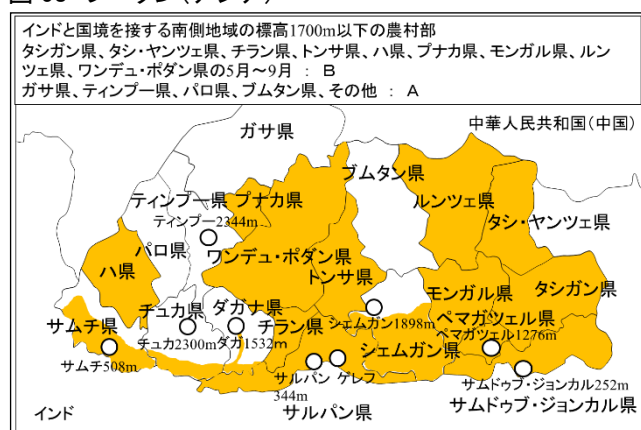 インドと国境を接する南側地域の標高1700m以下の農村部
タシガン県、タシ・ヤンツェ県、チラン県、トンサ県、ハ県、プナカ県、モンガル県、ルン
ツェ県、ワンデュ・ポダン県の5月~9月 : B
ガサ県、ティンプー県、パロ県、ブムタン県、その他 : A
中華人民共和国(中国)
ガサ県
ブムタン県
ティンプー県
プナカ県
ルンツェ県
タシ・ヤンツェ県
ティンプー2344m
パロ県
ワンデュ・ポダン県
ハ県
トンサ県
モンガル県
タシガン県
チュカ県
ダガナ県
ペマガツェル県
サムチ県
チラン県
シェムガン1898m
ペマガツェル1276m
チュカ2300m
ダガ1532m
シェムガン県
サムチ508m
サルパン
344m
ゲレフ
サムドゥプ・ジョンカル252m
インド
サルパン県
サムドゥブ・ジョンカル県